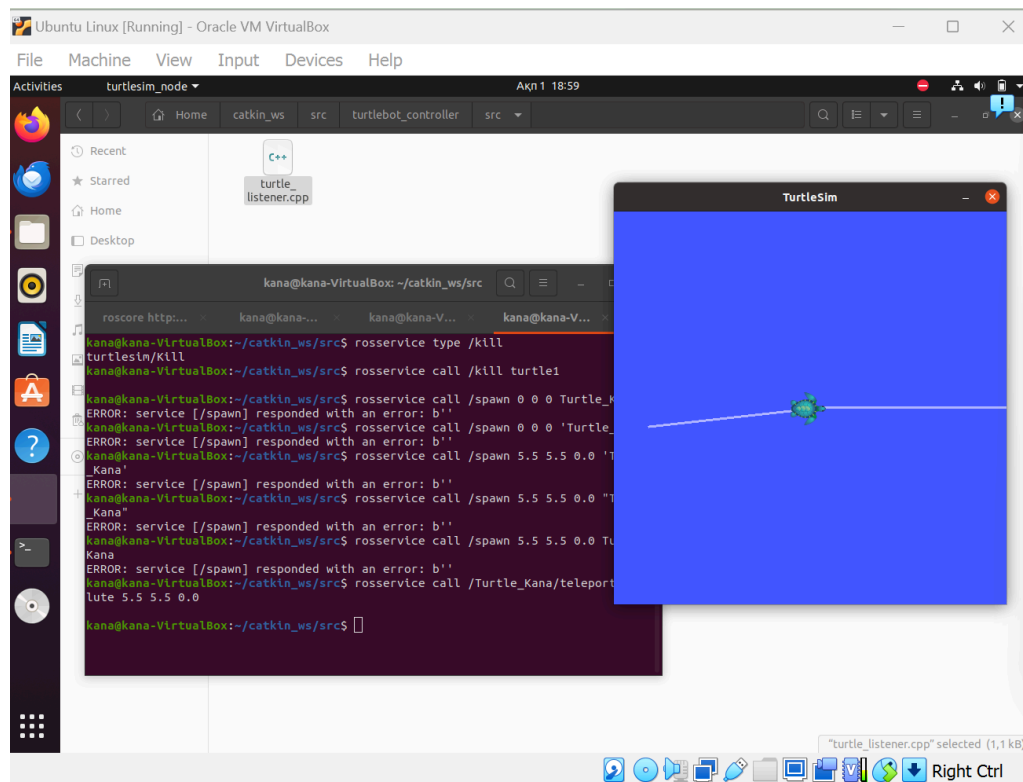 Ubuntu Linux [Running] - Oracle VM VirtualBox
File Machine View Input Devices Help
Activities turtlesim_node Ақп 1 18:59
Home catkin_ws src turtlebot_controller src
Recent
Starred
Home
Desktop
C++
turtle_
listener.cpp
TurtleSim
kana@kana-VirtualBox: ~/catkin_ws/src
roscore http:... kana@kana-... kana@kana-V... kana@kana-V...
kana@kana-VirtualBox:~/catkin_ws/src$ rosservice type /kill
turtlesim/Kill
kana@kana-VirtualBox:~/catkin_ws/src$ rosservice call /kill turtle1
kana@kana-VirtualBox:~/catkin_ws/src$ rosservice call /spawn 0 0 0 Turtle_K
ERROR: service [/spawn] responded with an error: b''
kana@kana-VirtualBox:~/catkin_ws/src$ rosservice call /spawn 0 0 0 'Turtle_
ERROR: service [/spawn] responded with an error: b''
kana@kana-VirtualBox:~/catkin_ws/src$ rosservice call /spawn 5.5 5.5 0.0 'T
_Kana'
ERROR: service [/spawn] responded with an error: b''
kana@kana-VirtualBox:~/catkin_ws/src$ rosservice call /spawn 5.5 5.5 0.0 "T
_Kana"
ERROR: service [/spawn] responded with an error: b''
kana@kana-VirtualBox:~/catkin_ws/src$ rosservice call /spawn 5.5 5.5 0.0 Tu
Kana
ERROR: service [/spawn] responded with an error: b''
kana@kana-VirtualBox:~/catkin_ws/src$ rosservice call /Turtle_Kana/teleport
lute 5.5 5.5 0.0
kana@kana-VirtualBox:~/catkin_ws/src$
"turtle_listener.cpp" selected (1,1 kB
Right Ctrl